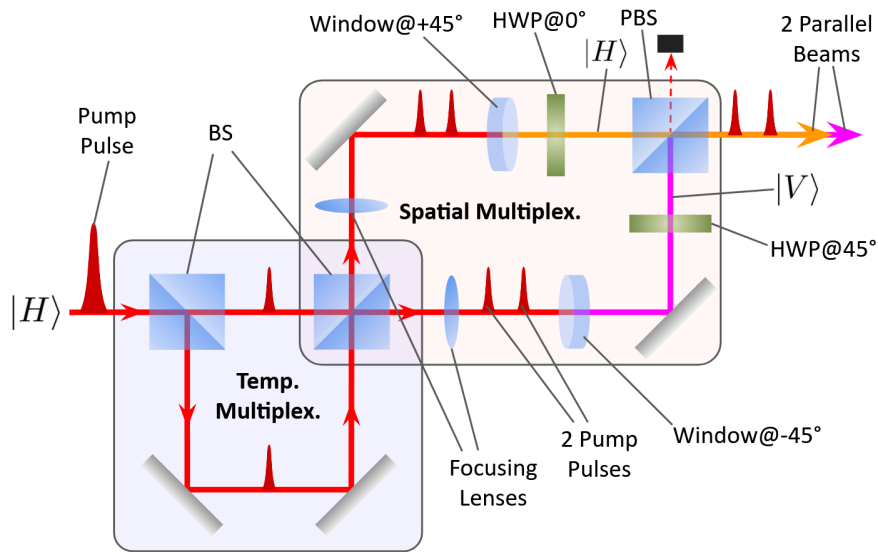 Window@+45°
HWP@0°
PBS
2 Parallel
Beams
|H⟩
Pump
Pulse
BS
Spatial Multiplex.
|V⟩
HWP@45°
|H⟩
Temp.
Multiplex.
Focusing
Lenses
2 Pump
Pulses
Window@-45°